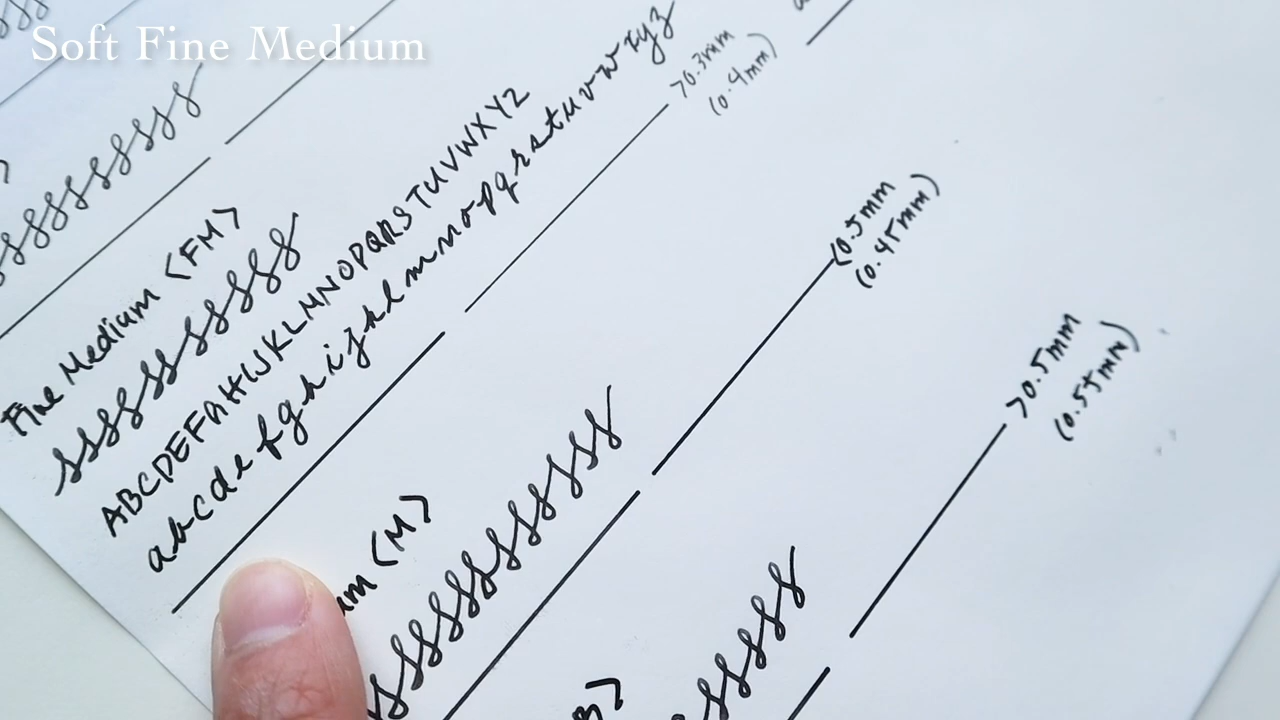 Soft Fine Medium
Fine Medium (FM)
ssssssssss
ABCDEFGHIJKLMNOPQRSTUVWXYZ
abcdefghijklmnopqrstuvwxyz
>0.3mm
(0.4mm)
(M)
<0.5mm
(0.45mm)
>0.5mm
(0.55mm)